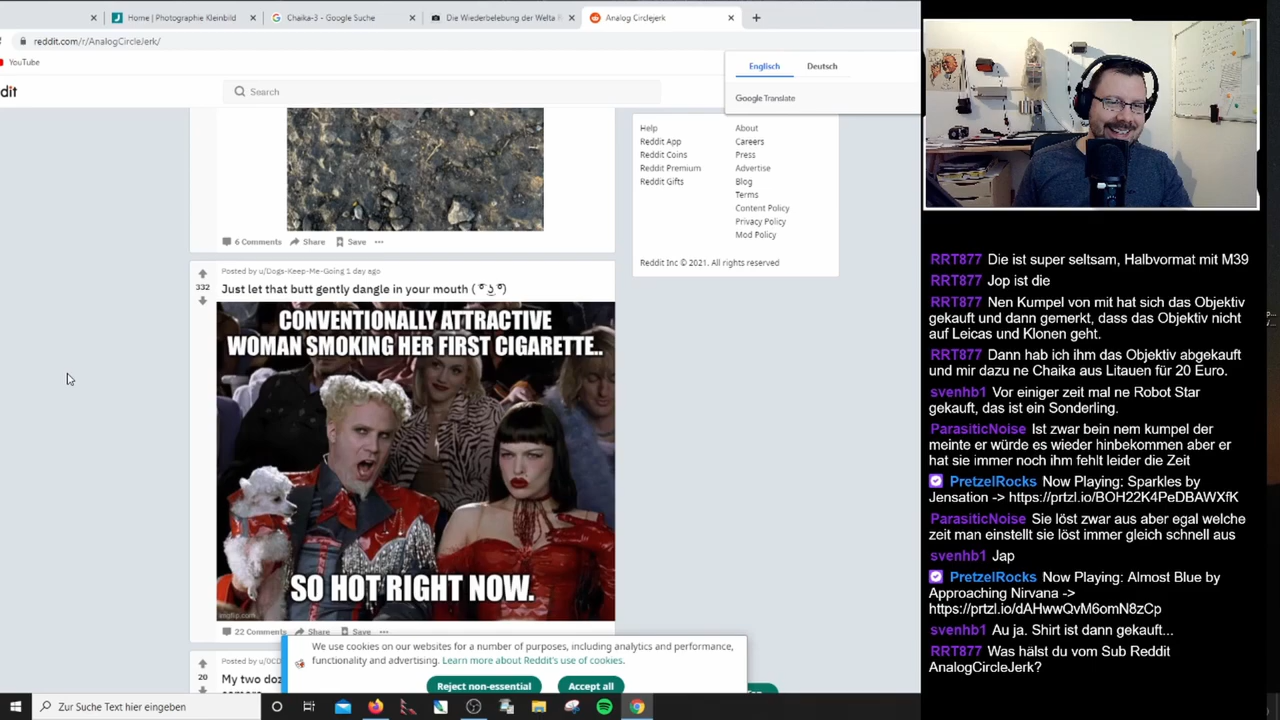 Home | Photographie Kleinbild
Chaika-3 - Google Suche
Die Wiederbelebung der Welta
Analog Circlejerk
reddit.com/r/AnalogCircleJerk/
YouTube
Englisch
Deutsch
Google Translate
dit
Search
Help
About
Reddit App
Careers
Reddit Coins
Press
Reddit Premium
Advertise
Reddit Gifts
Blog
Terms
Content Policy
Privacy Policy
Mod Policy
Reddit Inc © 2021. All rights reserved
6 Comments
Share
Save
Posted by u/Dogs-Keep-Me-Going 1 day ago
332
Just let that butt gently dangle in your mouth ( ͡° ͜ʖ ͡°)
CONVENTIONALLY ATTRACTIVE
WOMAN SMOKING HER FIRST CIGARETTE..
SO HOT RIGHT NOW.
imgflip.com
22 Comments
Share
Save
20
Posted by
My two doz
We use cookies on our websites for a number of purposes, including analytics and performance,
functionality and advertising. Learn more about Reddit's use of cookies.
Reject non-essential
Accept all
Zur Suche Text hier eingeben
RRT877 Die ist super seltsam, Halbvormat mit M39
RRT877 Jop ist die
RRT877 Nen Kumpel von mit hat sich das Objektiv
gekauft und dann gemerkt, dass das Objektiv nicht
auf Leicas und Klonen geht.
RRT877 Dann hab ich ihm das Objektiv abgekauft
und mir dazu ne Chaika aus Litauen für 20 Euro.
svenhb1 Vor einiger zeit mal ne Robot Star
gekauft, das ist ein Sonderling.
ParasiticNoise Ist zwar bein nem kumpel der
meinte er würde es wieder hinbekommen aber er
hat sie immer noch ihm fehlt leider die Zeit
PretzelRocks Now Playing: Sparkles by
Jensation -> https://prtzl.io/BOH22K4PeDBAWXfK
ParasiticNoise Sie löst zwar aus aber egal welche
zeit man einstellt sie löst immer gleich schnell aus
svenhb1 Jap
PretzelRocks Now Playing: Almost Blue by
Approaching Nirvana ->
https://prtzl.io/dAHwwQvM6omN8zCp
svenhb1 Au ja. Shirt ist dann gekauft...
RRT877 Was hälst du vom Sub Reddit
AnalogCircleJerk?